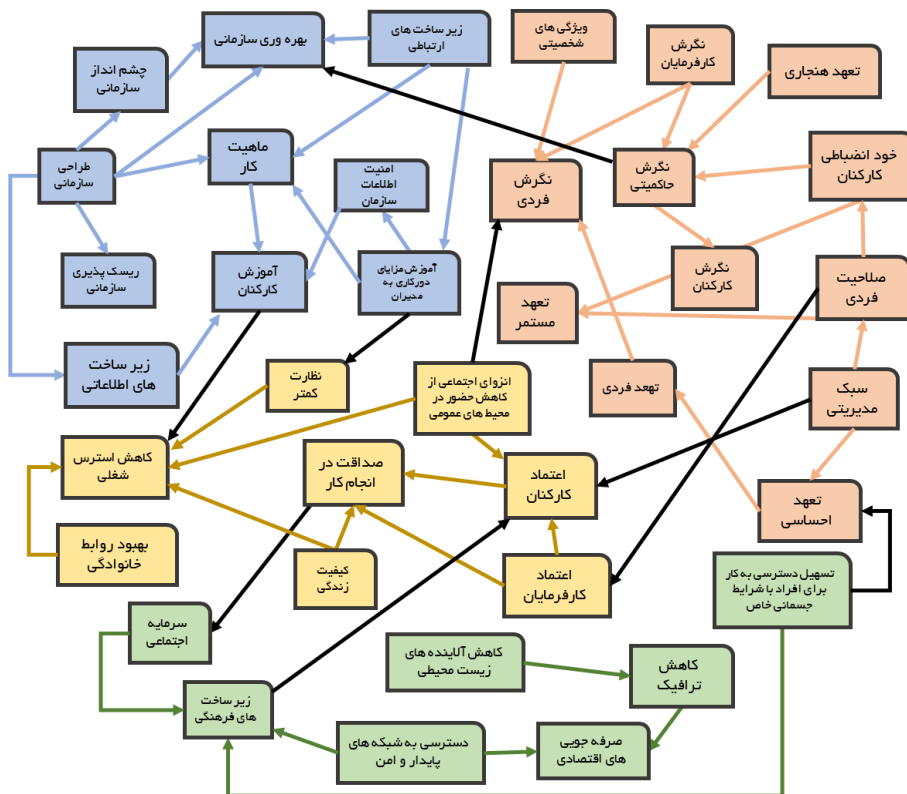 بهره وری سازمانی
زیر ساخت های
ارتباطی
ویژگی های
شخصیتی
نگرش
کارفرمایان
تعهد هنجاری
چشم انداز
سازمانی
طراحی
سازمانی
ماهیت
کار
امنیت
اطلاعات
سازمان
نگرش
فردی
نگرش
حاکمیتی
خود انضباطی
کارکنان
ریسک پذیری
سازمانی
آموزش
کارکنان
آموزش مزایای
دورکاری به
مدیران
نگرش
کارکنان
صلاحیت
فردی
تعهد
مستمر
زیر ساخت
های اطلاعاتی
نظارت
کمتر
انزوای اجتماعی از
کاهش حضور در
محیط های عمومی
تهعد فردی
سبک
مدیریتی
کاهش استرس
شغلی
صداقت در
انجام کار
اعتماد
کارکنان
تعهد
احساسی
بهبود روابط
خانوادگی
کیفیت
زندگی
اعتماد
کارفرمایان
تسهیل دسترسی به کار
برای افراد با شرایط
جسمانی خاص
سرمایه
اجتماعی
کاهش آلاینده های
زیست محیطی
کاهش
ترافیک
زیر ساخت
های فرهنگی
دسترسی به شبکه های
پایدار و امن
صرفه جویی
های اقتصادی